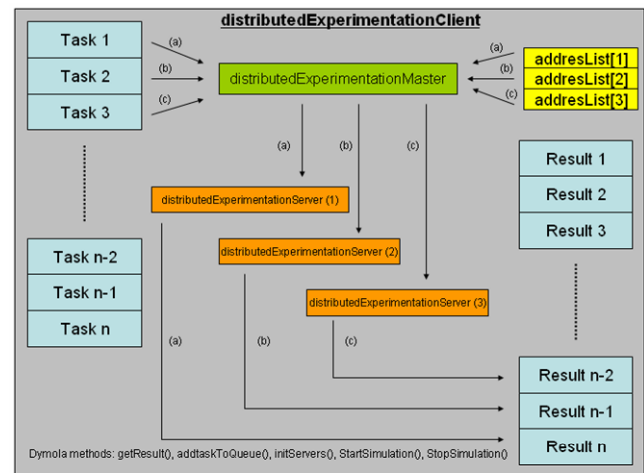 distributedExperimentationClient
Task 1
Task 2
Task 3
(a)
(b)
(c)
distributedExperimentationMaster
(a)
(b)
(c)
addresList[1]
addresList[2]
addresList[3]
(a)
(b)
(c)
distributedExperimentationServer (1)
distributedExperimentationServer (2)
distributedExperimentationServer (3)
Result 1
Result 2
Result 3
Task n-2
Task n-1
Task n
(a)
(b)
(c)
Result n-2
Result n-1
Result n
Dymola methods: getResult(), addtaskToQueue(), initServers(), StartSimulation(), StopSimulation()